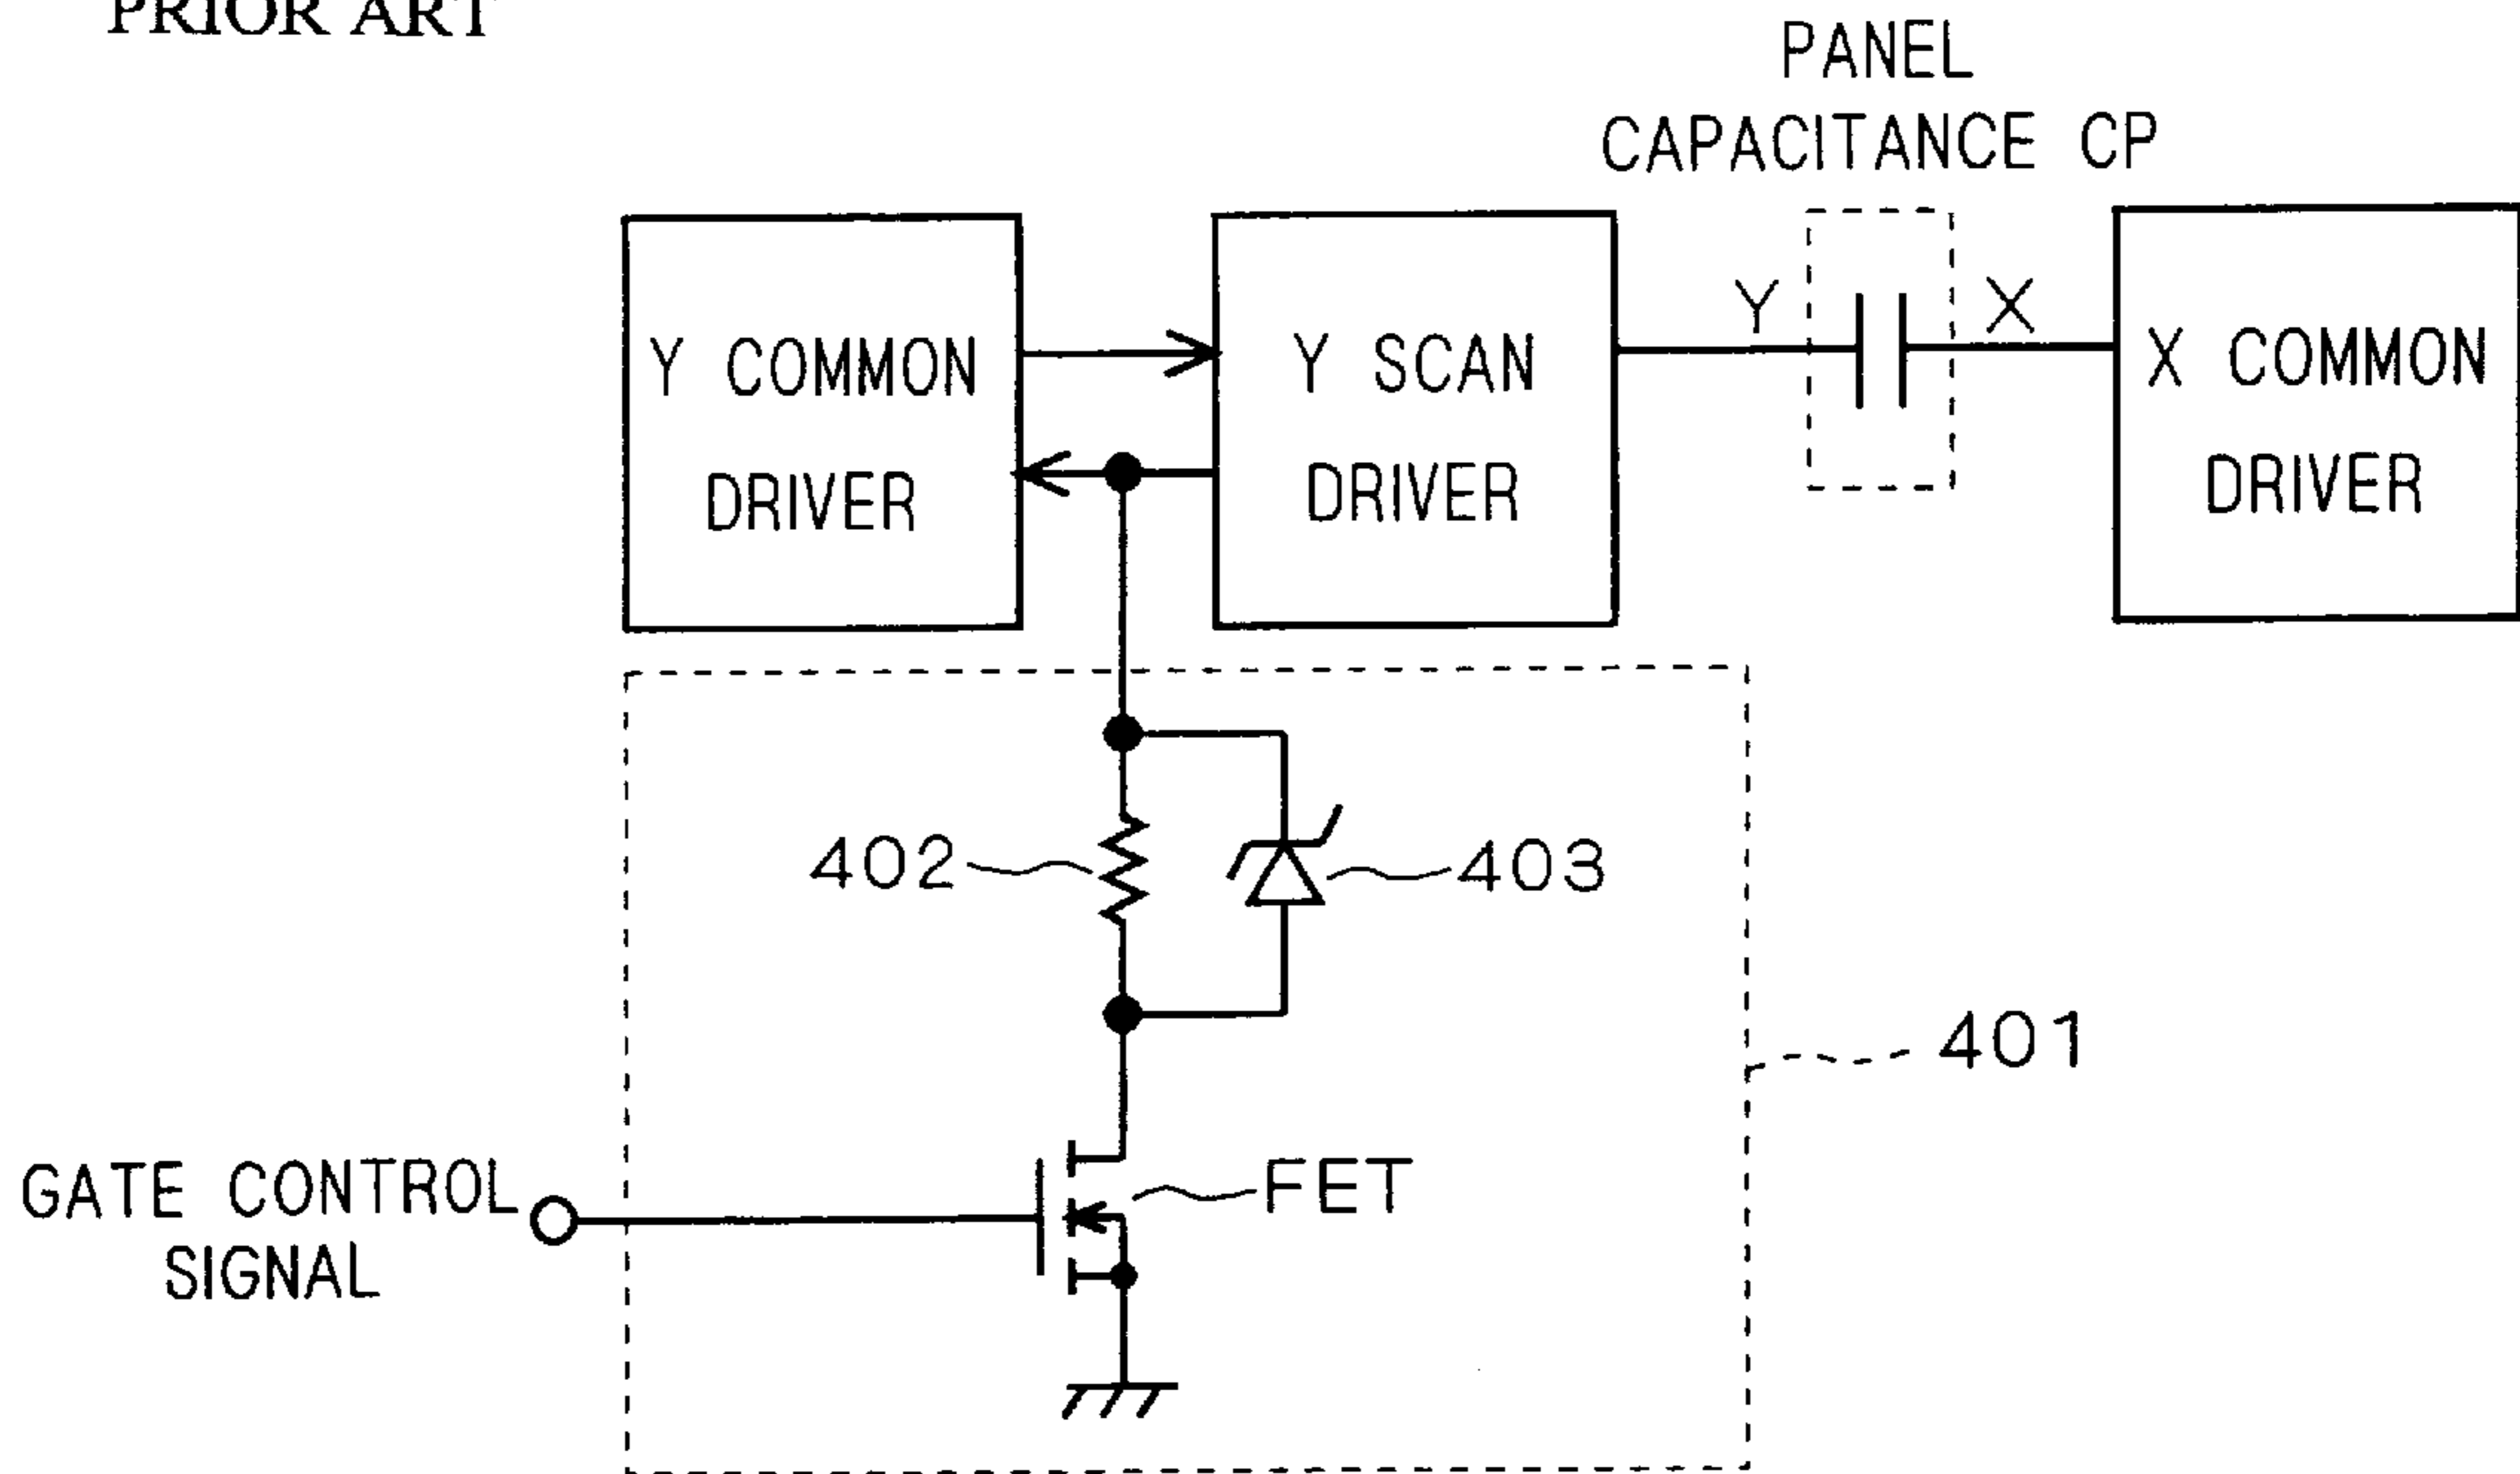 PRIOR ART
PANEL
CAPACITANCE CP
Y COMMON
DRIVER
Y SCAN
DRIVER
Y
X
X COMMON
DRIVER
402
403
401
GATE CONTROL
SIGNAL
FET